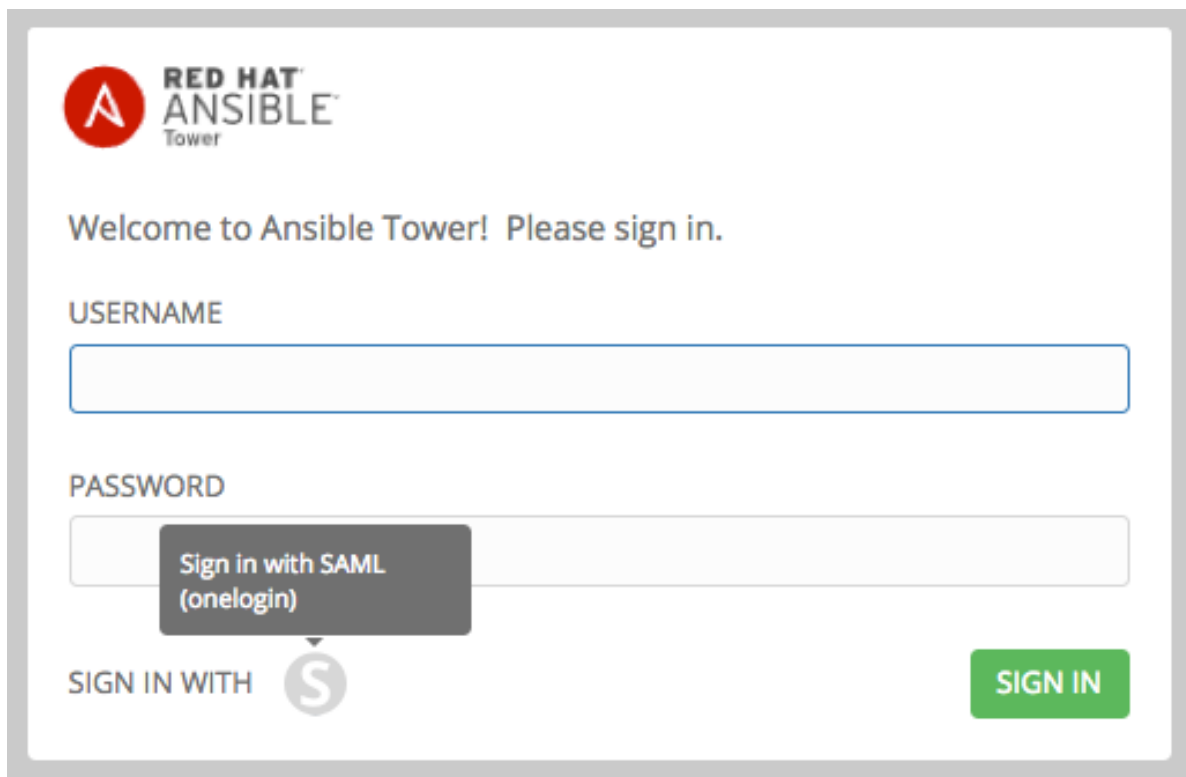 RED HAT
ANSIBLE
Tower
Welcome to Ansible Tower! Please sign in.
USERNAME
PASSWORD
Sign in with SAML
(onelogin)
SIGN IN WITH S
SIGN IN